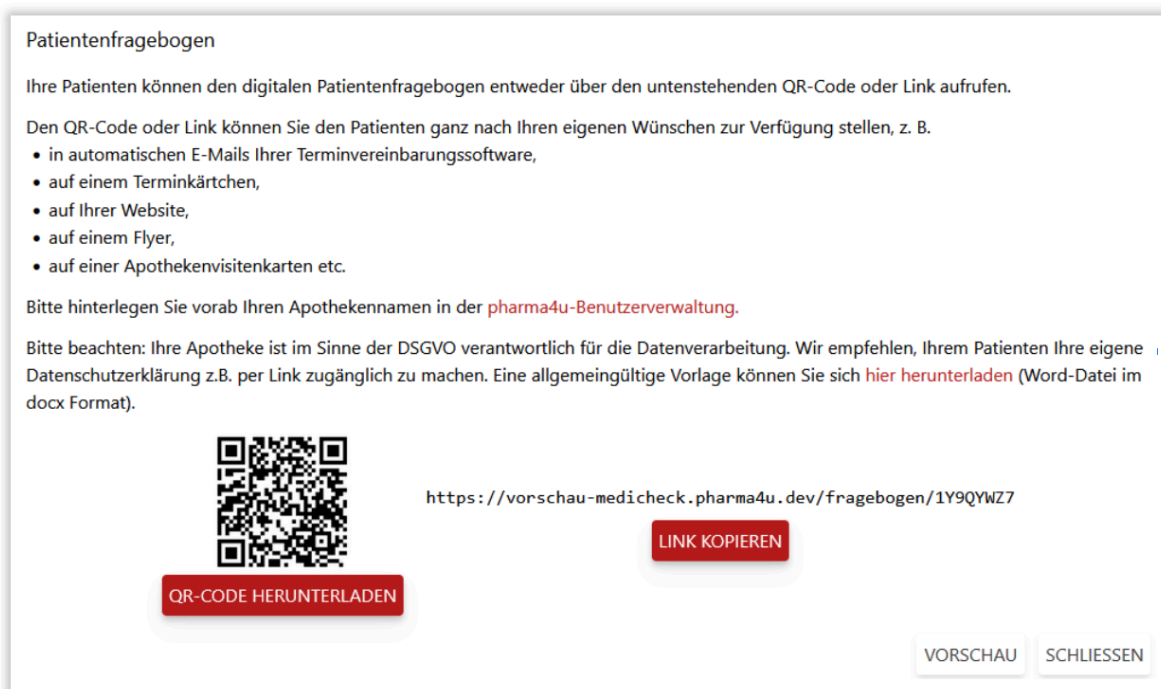 Patientenfragebogen
Ihre Patienten können den digitalen Patientenfragebogen entweder über den untenstehenden QR-Code oder Link aufrufen.
Den QR-Code oder Link können Sie den Patienten ganz nach Ihren eigenen Wünschen zur Verfügung stellen, z. B.
• in automatischen E-Mails Ihrer Terminvereinbarungssoftware,
• auf einem Terminkärtchen,
• auf Ihrer Website,
• auf einem Flyer,
• auf einer Apothekenvisitenkarten etc.
Bitte hinterlegen Sie vorab Ihren Apothekennamen in der pharma4u-Benutzerverwaltung.
Bitte beachten: Ihre Apotheke ist im Sinne der DSGVO verantwortlich für die Datenverarbeitung. Wir empfehlen, Ihrem Patienten Ihre eigene
Datenschutzerklärung z.B. per Link zugänglich zu machen. Eine allgemeingültige Vorlage können Sie sich hier herunterladen (Word-Datei im
docx Format).
https://vorschau-medicheck.pharma4u.dev/fragebogen/1Y9QYWZ7
LINK KOPIEREN
QR-CODE HERUNTERLADEN
VORSCHAU SCHLIESSEN